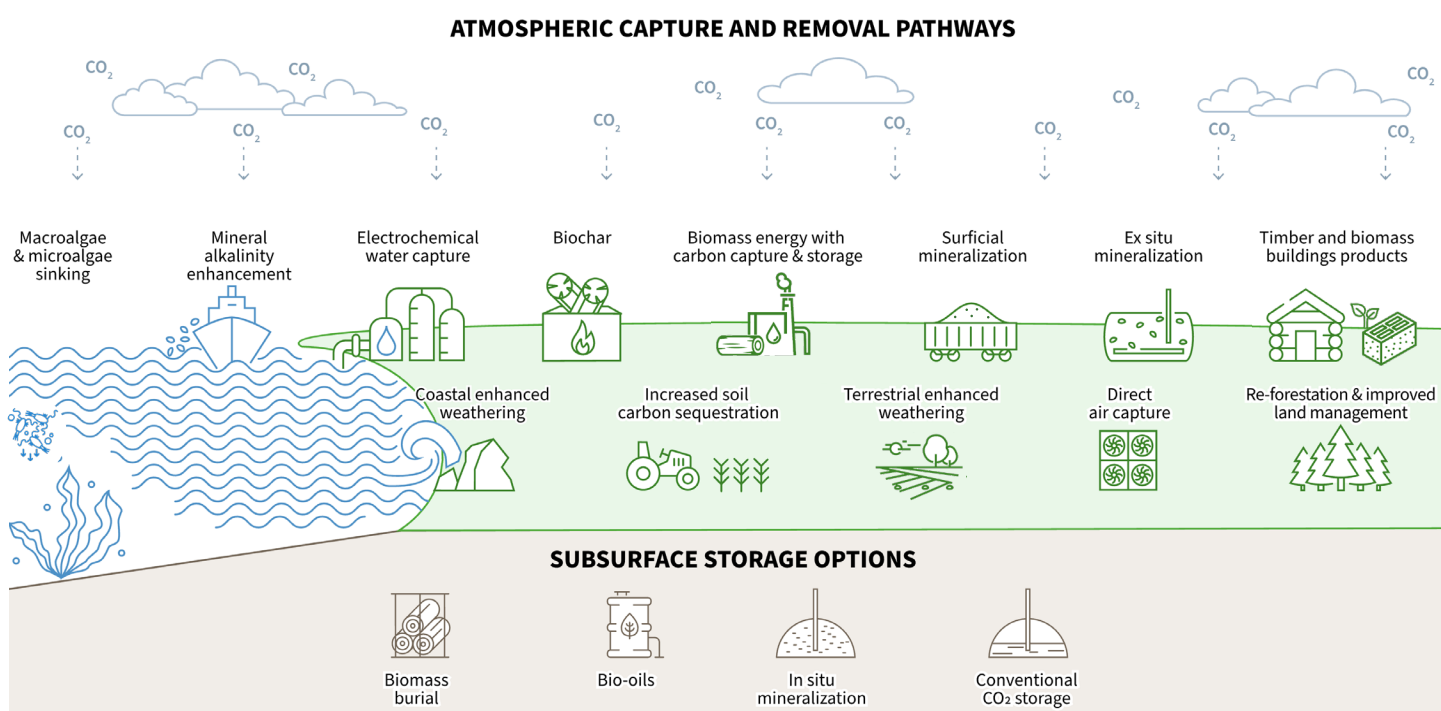 ATMOSPHERIC CAPTURE AND REMOVAL PATHWAYS
CO₂
CO₂
CO₂
CO₂
CO₂
CO₂
CO₂
CO₂
CO₂
CO₂
CO₂
CO₂
CO₂
CO₂
Macroalgae
& microalgae
sinking
Mineral
alkalinity
enhancement
Electrochemical
water capture
Biochar
Biomass energy with
carbon capture & storage
Surficial
mineralization
Ex situ
mineralization
Timber and biomass
buildings products
Coastal enhanced
weathering
Increased soil
carbon sequestration
Terrestrial enhanced
weathering
Direct
air capture
Re-forestation & improved
land management
SUBSURFACE STORAGE OPTIONS
Biomass
burial
Bio-oils
In situ
mineralization
Conventional
CO₂ storage